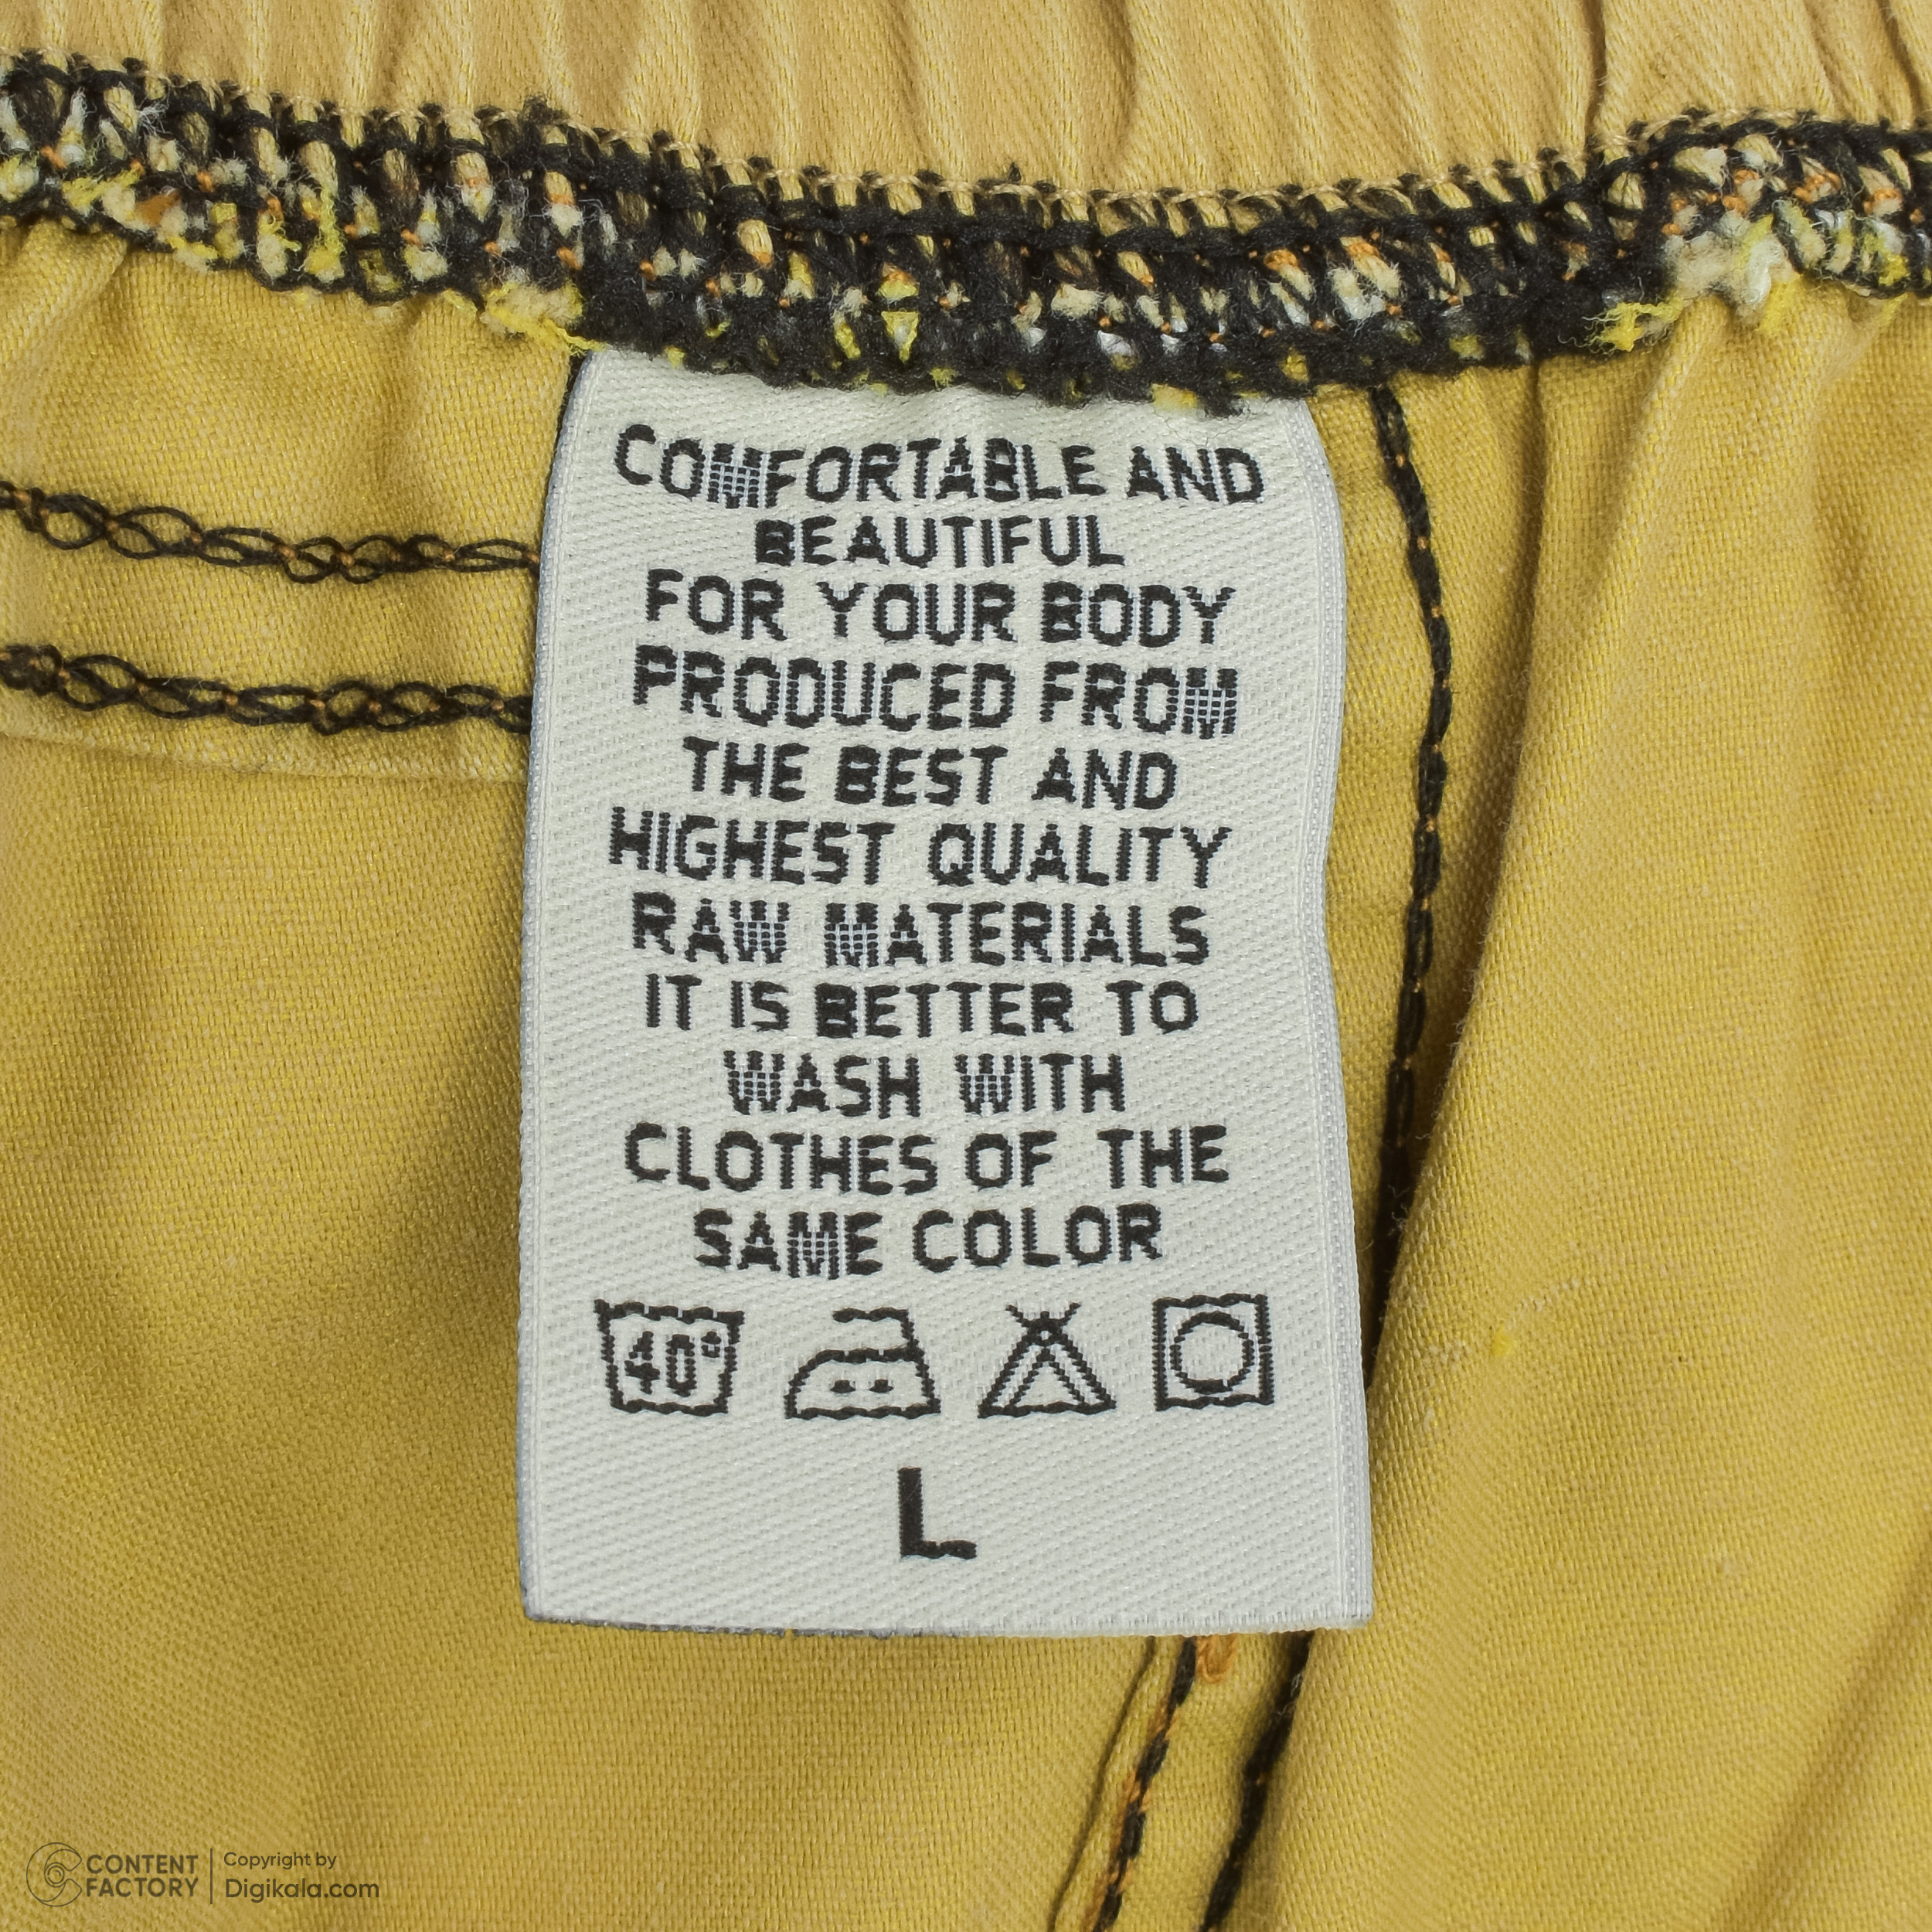 COMFORTABLE AND
BEAUTIFUL
FOR YOUR BODY
PRODUCED FROM
THE BEST AND
HIGHEST QUALITY
RAW MATERIALS
IT IS BETTER TO
WASH WITH
CLOTHES OF THE
SAME COLOR
40°
L
CONTENT
FACTORY
Copyright by
Digikala.com